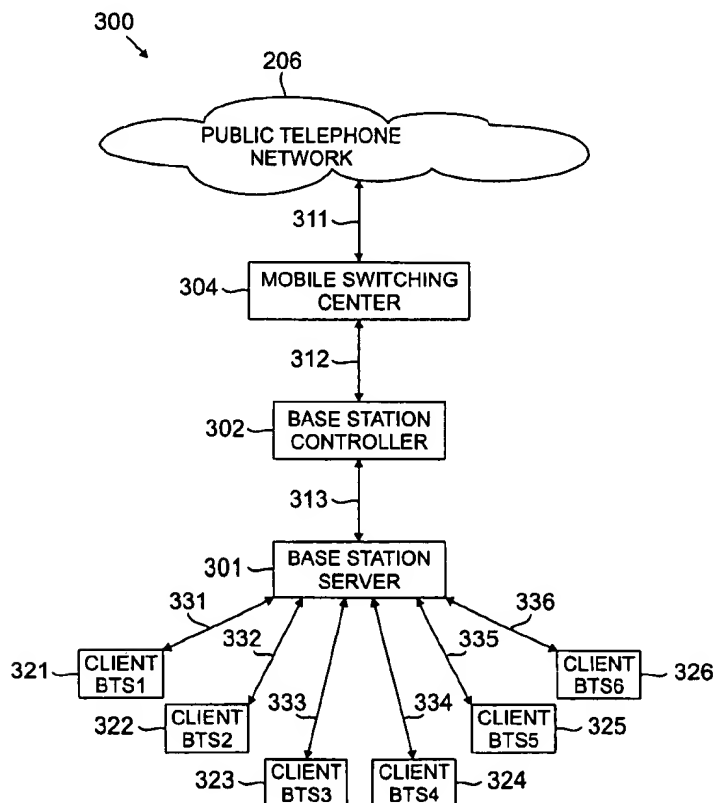 300
206
PUBLIC TELEPHONE
NETWORK
311
304
MOBILE SWITCHING
CENTER
312
302
BASE STATION
CONTROLLER
313
301
BASE STATION
SERVER
331
332
333
334
335
336
321
CLIENT
BTS1
322
CLIENT
BTS2
323
CLIENT
BTS3
CLIENT
BTS4
324
CLIENT
BTS5
325
CLIENT
BTS6
326